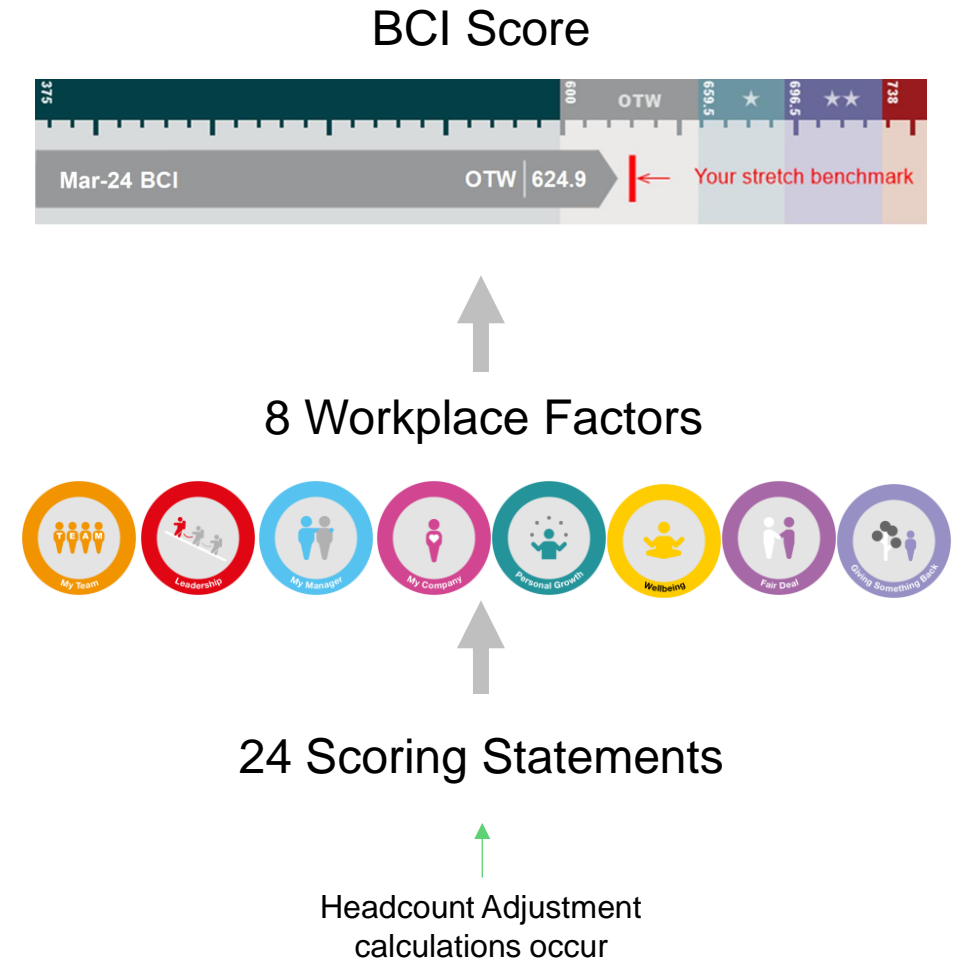 BCI Score
375
600
OTW
659.5
★
696.5
★★
738
Mar-24 BCI
OTW
624.9
Your stretch benchmark
8 Workplace Factors
TEAM
My Team
Leadership
My Manager
My Company
Personal Growth
Wellbeing
Fair Deal
Giving Something Back
24 Scoring Statements
Headcount Adjustment
calculations occur